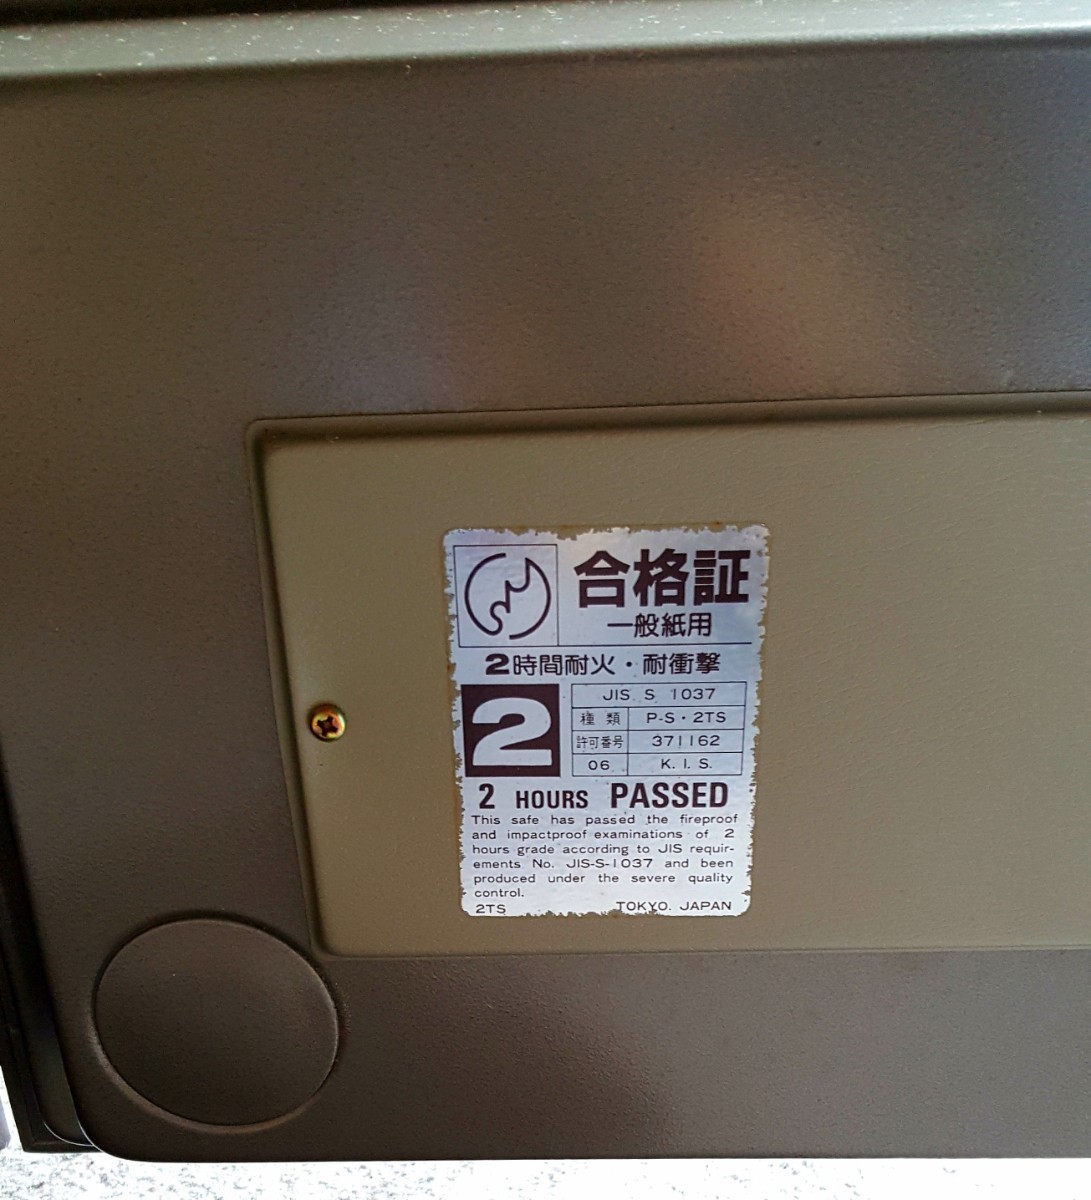 合格証
一般紙用
2時間耐火・耐衝撃
2
JIS S 1037
種類 P-S・2TS
許可番号 371162
06 K.I.S.
2 HOURS PASSED
This safe has passed the fireproof
and impactproof examinations of 2
hours grade according to JIS requir-
ements No. JIS-S-1037 and been
produced under the severe quality
control.
2TS TOKYO. JAPAN